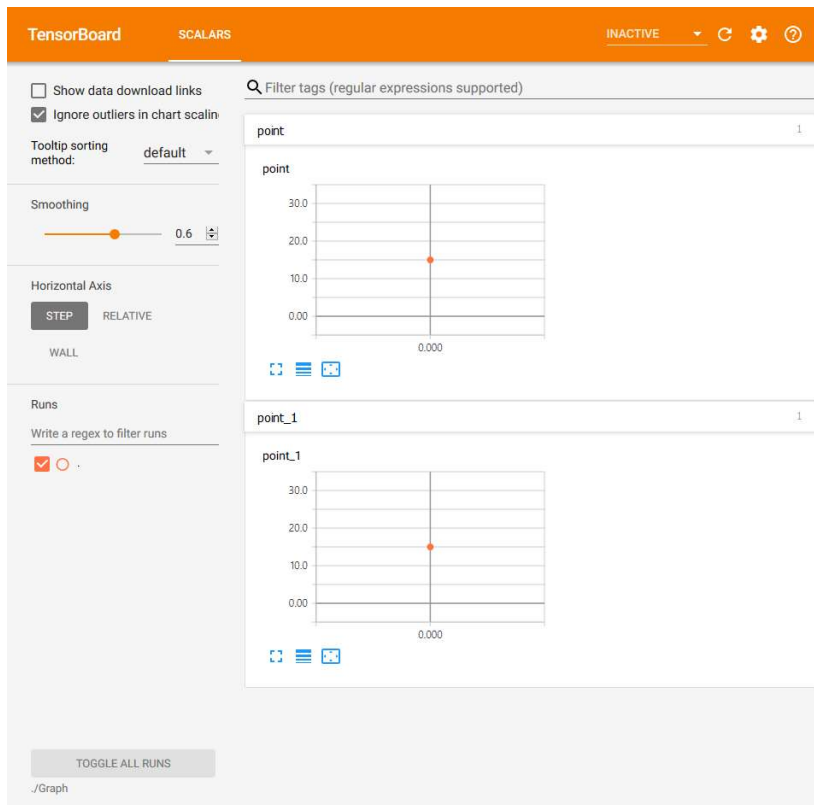 TensorBoard SCALARS INACTIVE
Show data download links
Ignore outliers in chart scalin
Tooltip sorting
method: default
Smoothing
0.6
Horizontal Axis
STEP RELATIVE
WALL
Runs
Write a regex to filter runs
.
TOGGLE ALL RUNS
./Graph
Filter tags (regular expressions supported)
point 1
point
30.0
20.0
10.0
0.00
0.000
point_1 1
point_1
30.0
20.0
10.0
0.00
0.000